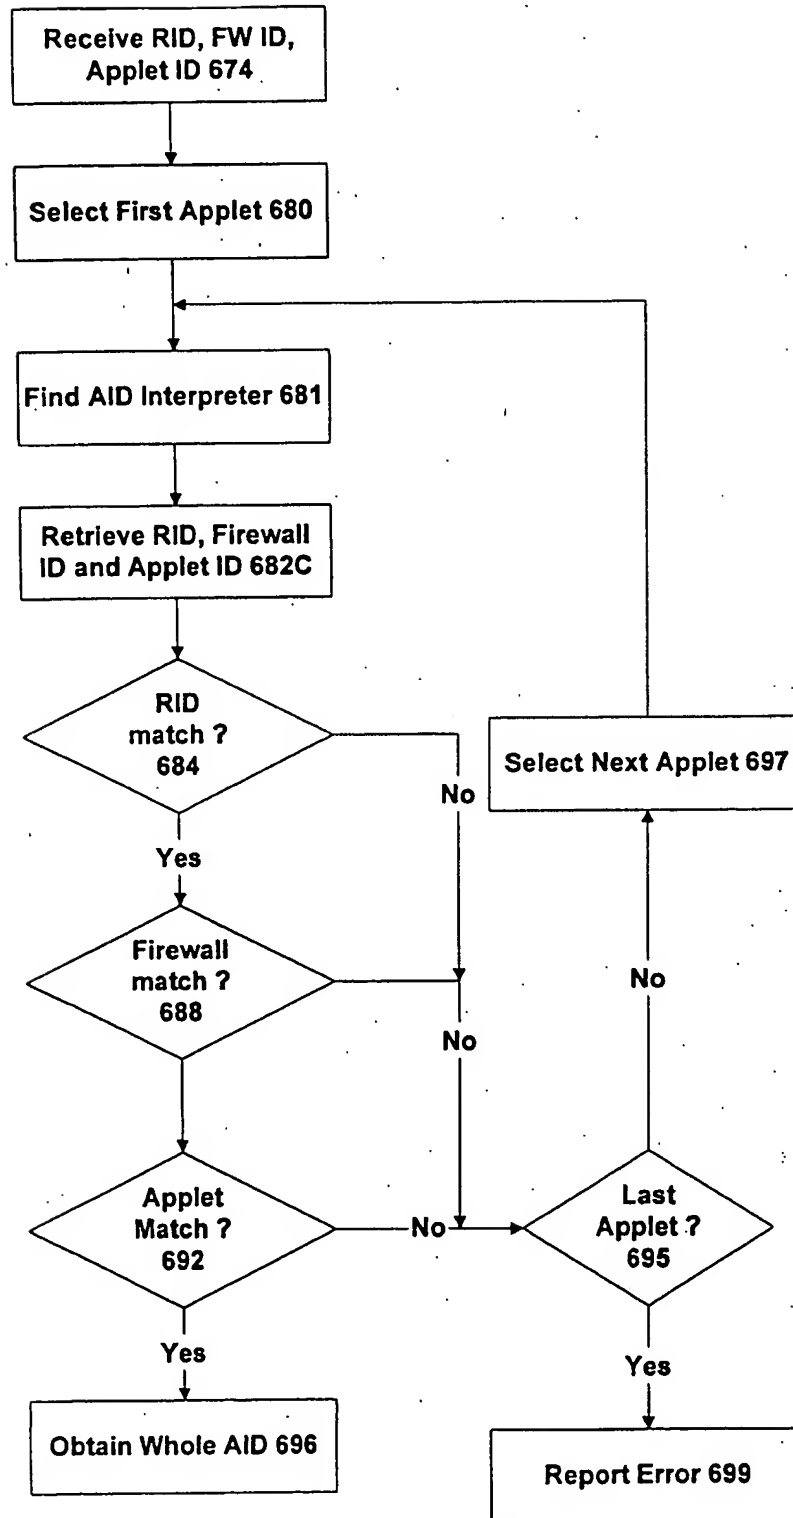 Receive RID, FW ID,
Applet ID 674
Select First Applet 680
Find AID Interpreter 681
Retrieve RID, Firewall
ID and Applet ID 682C
RID
match ?
684
Select Next Applet 697
No
Yes
Firewall
match ?
688
No
No
Applet
Match ?
692
No
Last
Applet ?
695
Yes
Yes
Obtain Whole AID 696
Report Error 699